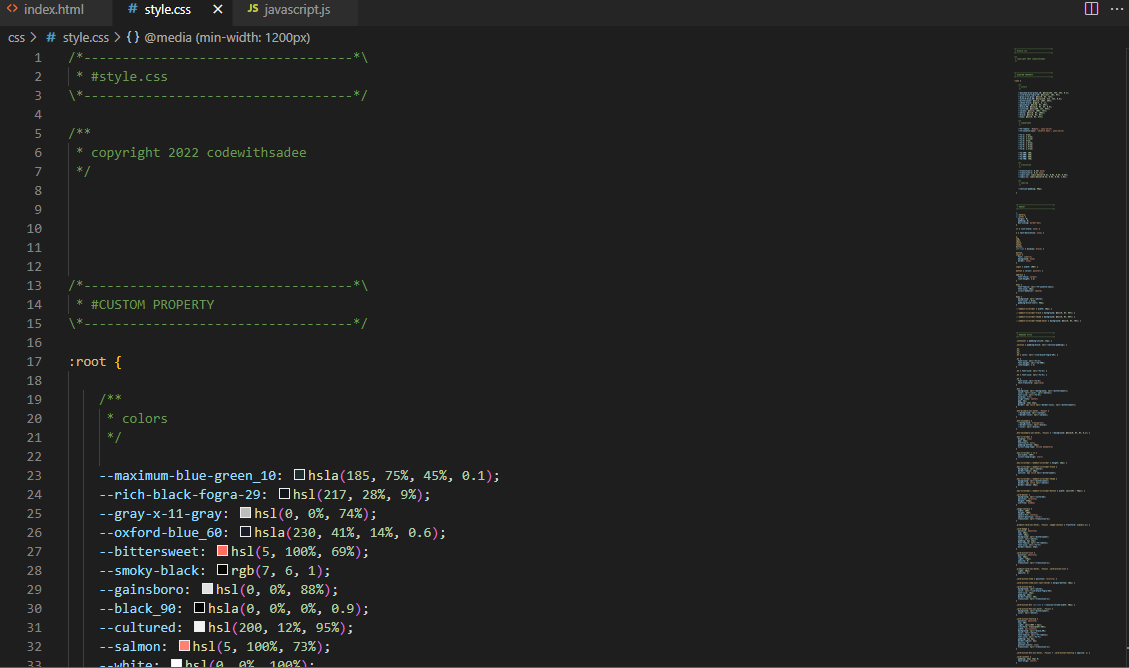 <> index.html # style.css × JS javascript.js ...
css > # style.css > {} @media (min-width: 1200px)
1 /*-----------------------------------*\
2 * #style.css
3 \*-----------------------------------*/
4
5 /**
6 * copyright 2022 codewithsadee
7 */
8
9
10
11
12
13 /*-----------------------------------*\
14 * #CUSTOM PROPERTY
15 \*-----------------------------------*/
16
17 :root {
18
19 /**
20 * colors
21 */
22
23 --maximum-blue-green_10: hsla(185, 75%, 45%, 0.1);
24 --rich-black-fogra-29: hsl(217, 28%, 9%);
25 --gray-x-11-gray: hsl(0, 0%, 74%);
26 --oxford-blue_60: hsla(230, 41%, 14%, 0.6);
27 --bittersweet: hsl(5, 100%, 69%);
28 --smoky-black: rgb(7, 6, 1);
29 --gainsboro: hsl(0, 0%, 88%);
30 --black_90: hsla(0, 0%, 0%, 0.9);
31 --cultured: hsl(200, 12%, 95%);
32 --salmon: hsl(5, 100%, 73%);
33 --white: hsl(0, 0%, 100%);